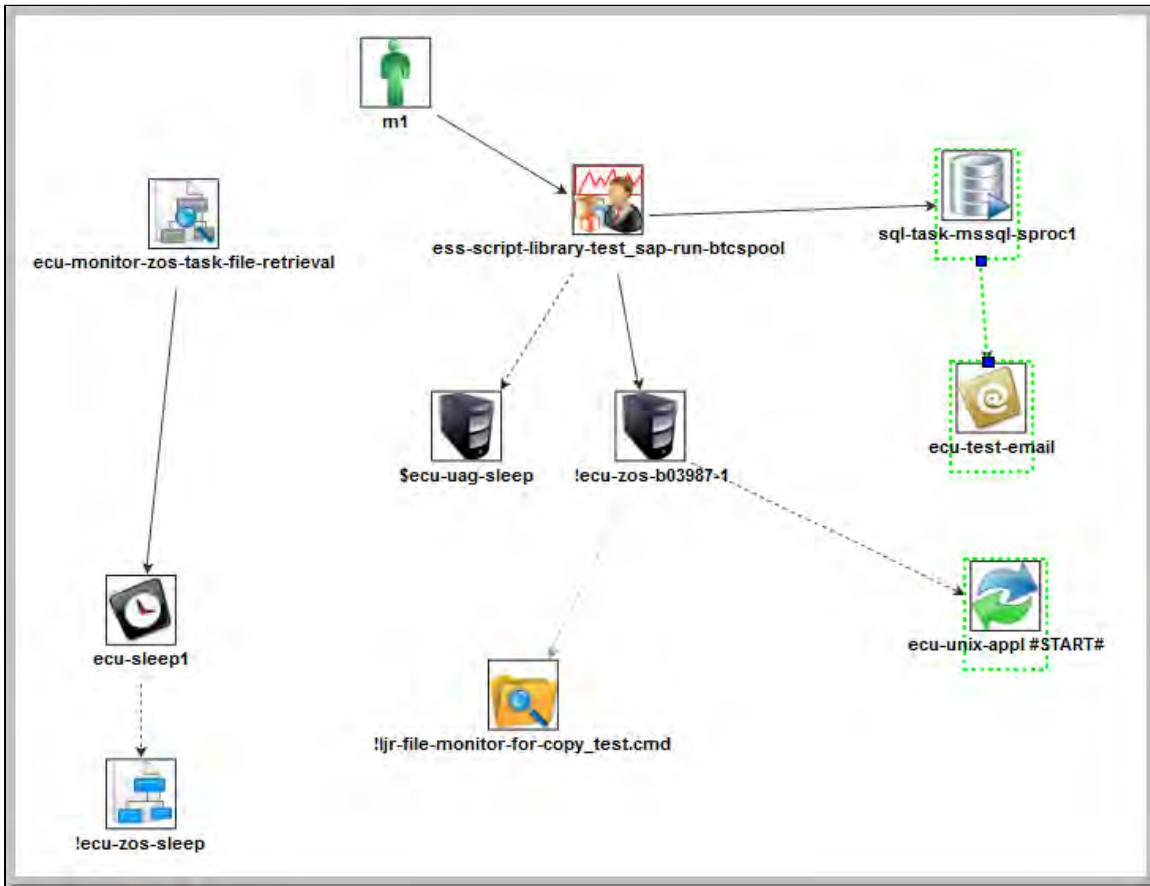 m1
ess-script-library-test_sap-run-btcspool
sql-task-mssql-sproc1
ecu-monitor-zos-task-file-retrieval
$ecu-uag-sleep
!ecu-zos-b03987-1
ecu-test-email
ecu-sleep1
ecu-unix-appl #START#
!ljr-file-monitor-for-copy_test.cmd
!ecu-zos-sleep